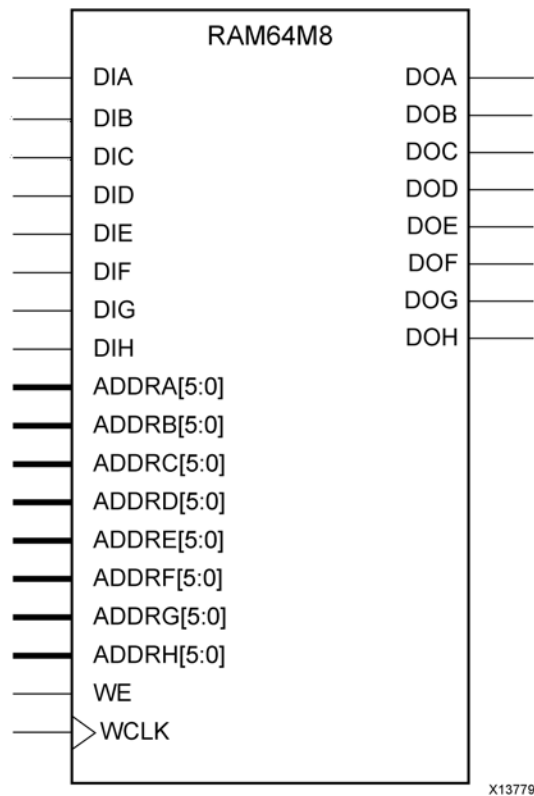 RAM64M8
DIA
DIB
DIC
DID
DIE
DIF
DIG
DIH
ADDRA[5:0]
ADDRB[5:0]
ADDRC[5:0]
ADDRD[5:0]
ADDRE[5:0]
ADDRF[5:0]
ADDRG[5:0]
ADDRH[5:0]
WE
WCLK
DOA
DOB
DOC
DOD
DOE
DOF
DOG
DOH
X13779